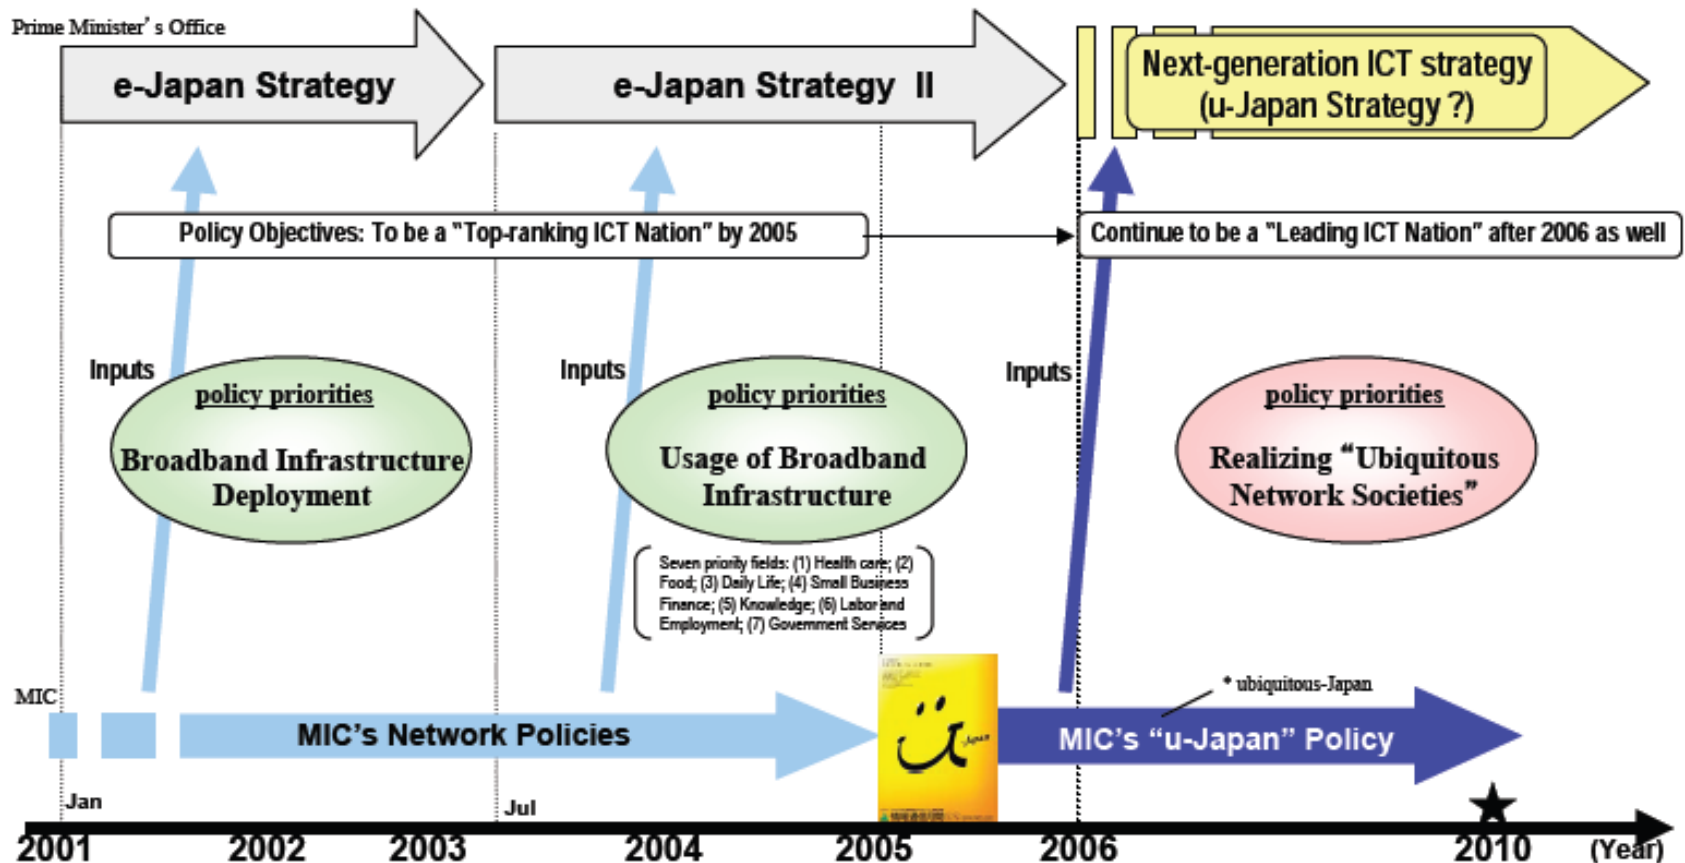 Prime Minister's Office
e-Japan Strategy
e-Japan Strategy II
Next-generation ICT strategy
(u-Japan Strategy ?)
Policy Objectives: To be a "Top-ranking ICT Nation" by 2005
Continue to be a "Leading ICT Nation" after 2006 as well
Inputs
policy priorities
Broadband Infrastructure
Deployment
Inputs
policy priorities
Usage of Broadband
Infrastructure
Inputs
policy priorities
Realizing "Ubiquitous
Network Societies"
Seven priority fields: (1) Health care; (2)
Food; (3) Daily Life; (4) Small Business
Finance; (5) Knowledge; (6) Labor and
Employment; (7) Government Services
MIC
MIC's Network Policies
Japan
* ubiquitous-Japan
MIC's "u-Japan" Policy
Jan
Jul
2001 2002 2003 2004 2005 2006 2010 (Year)